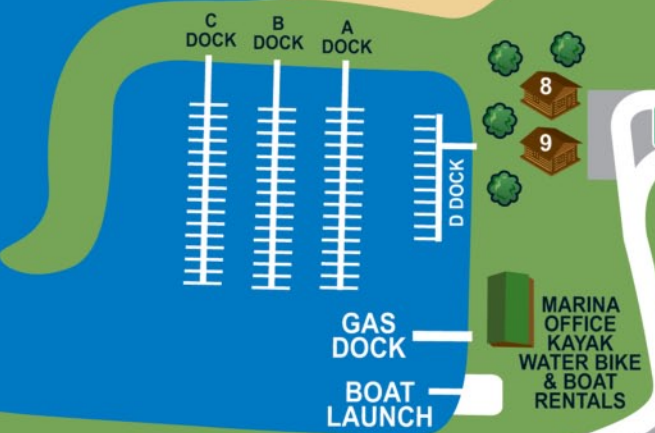 C
DOCK
B
DOCK
A
DOCK
8
9
D DOCK
GAS
DOCK
MARINA
OFFICE
KAYAK
WATER BIKE
& BOAT
RENTALS
BOAT
LAUNCH